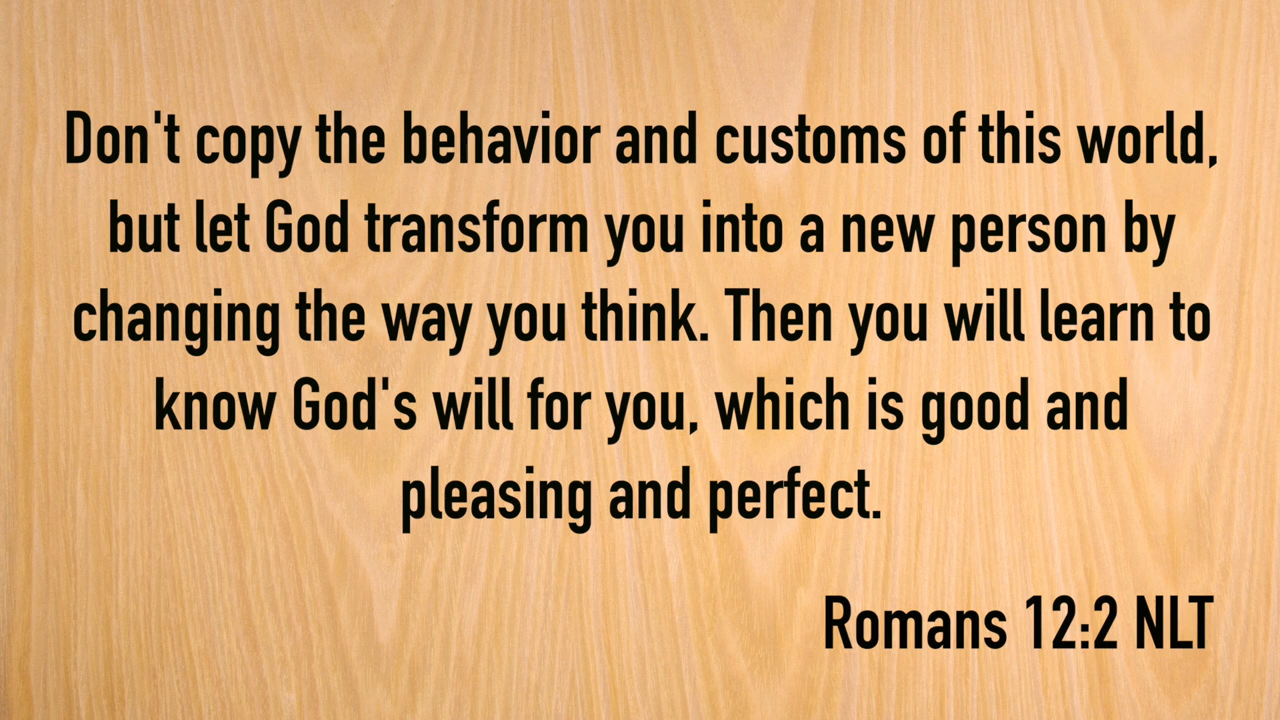 Don't copy the behavior and customs of this world,
but let God transform you into a new person by
changing the way you think. Then you will learn to
know God's will for you, which is good and
pleasing and perfect.
Romans 12:2 NLT